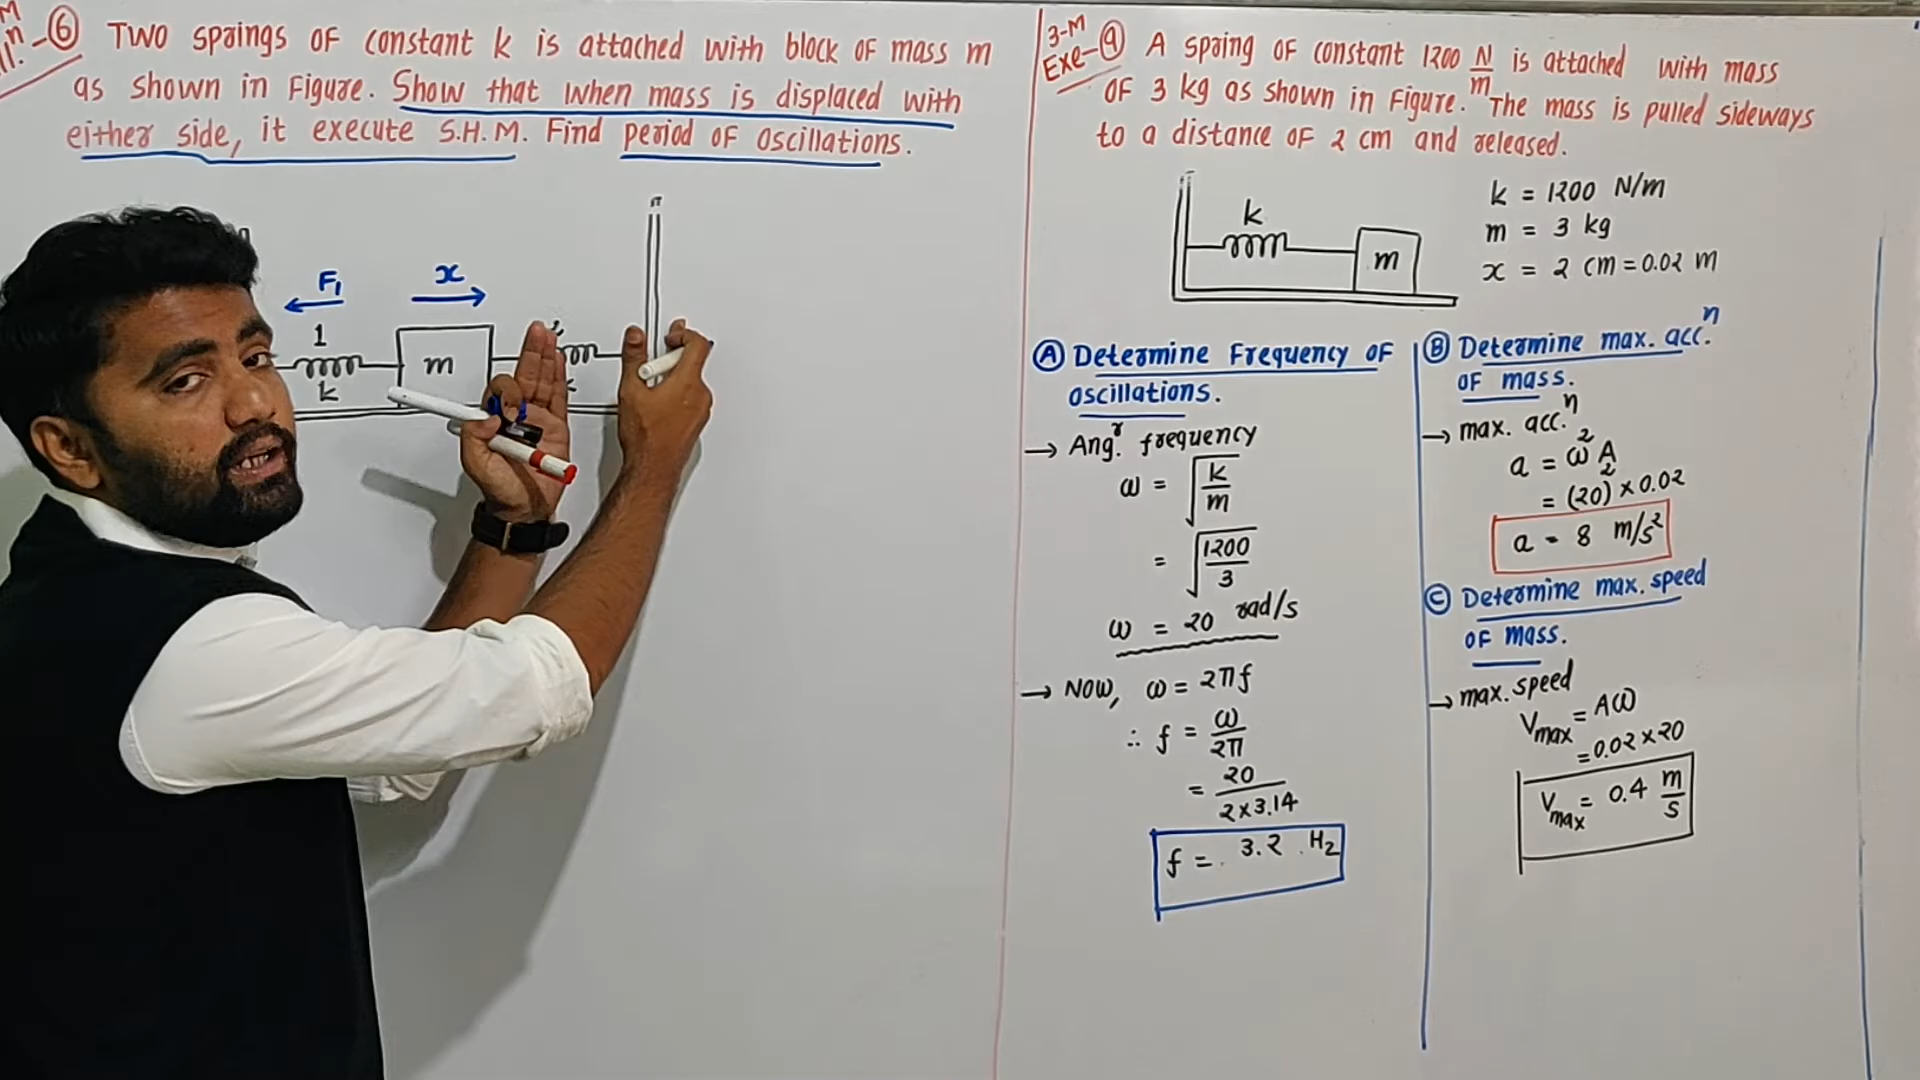 M
n
11.
⑥ Two springs of constant k is attached with block of mass m
as shown in Figure. Show that when mass is displaced with
either side, it execute S.H.M. Find period of oscillations.
F₁
x
1
k
m
3-M
Exe-⑨ A spring of constant 1200 N/m is attached with mass
of 3 kg as shown in Figure. The mass is pulled sideways
to a distance of 2 cm and released.
k
m
k = 1200 N/m
m = 3 kg
x = 2 cm = 0.02 m
Ⓐ Determine Frequency of
oscillations.
→ Angʳ. frequency
ω = √(k/m)
= √(1200/3)
ω = 20 rad/s
→ Now, ω = 2πf
∴ f = ω/2π
= 20/(2×3.14)
f = 3.2 Hz
Ⓑ Determine max. accⁿ.
of mass.
→ max. acc.ⁿ
a = ω²A
= (20)² × 0.02
a = 8 m/s²
Ⓒ Determine max. speed
of mass.
→ max. speed
Vmax = Aω
= 0.02 × 20
Vmax = 0.4 m/s